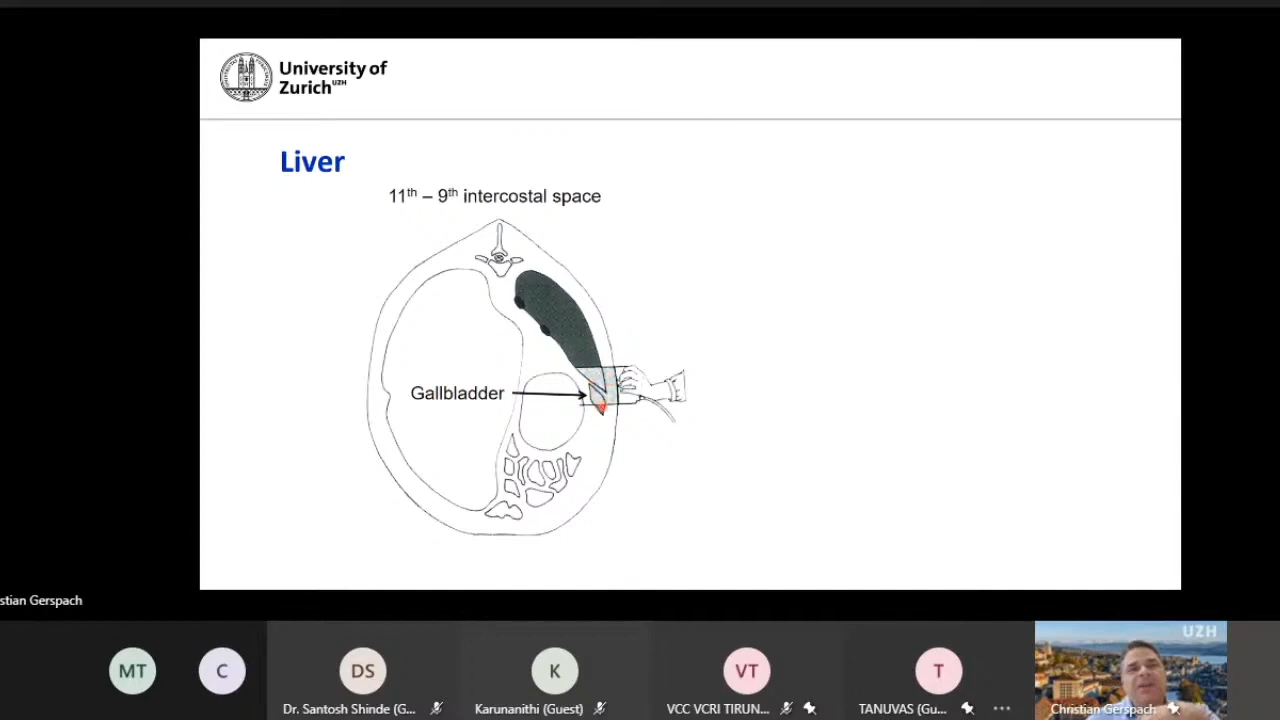 University of
Zurich UZH
Liver
11th – 9th intercostal space
Gallbladder
stian Gerspach
MT
C
DS
K
VT
T
UZH
Dr. Santosh Shinde (G...
Karunanithi (Guest)
VCC VCRI TIRUN...
TANUVAS (Gu...
Christian Gerspach